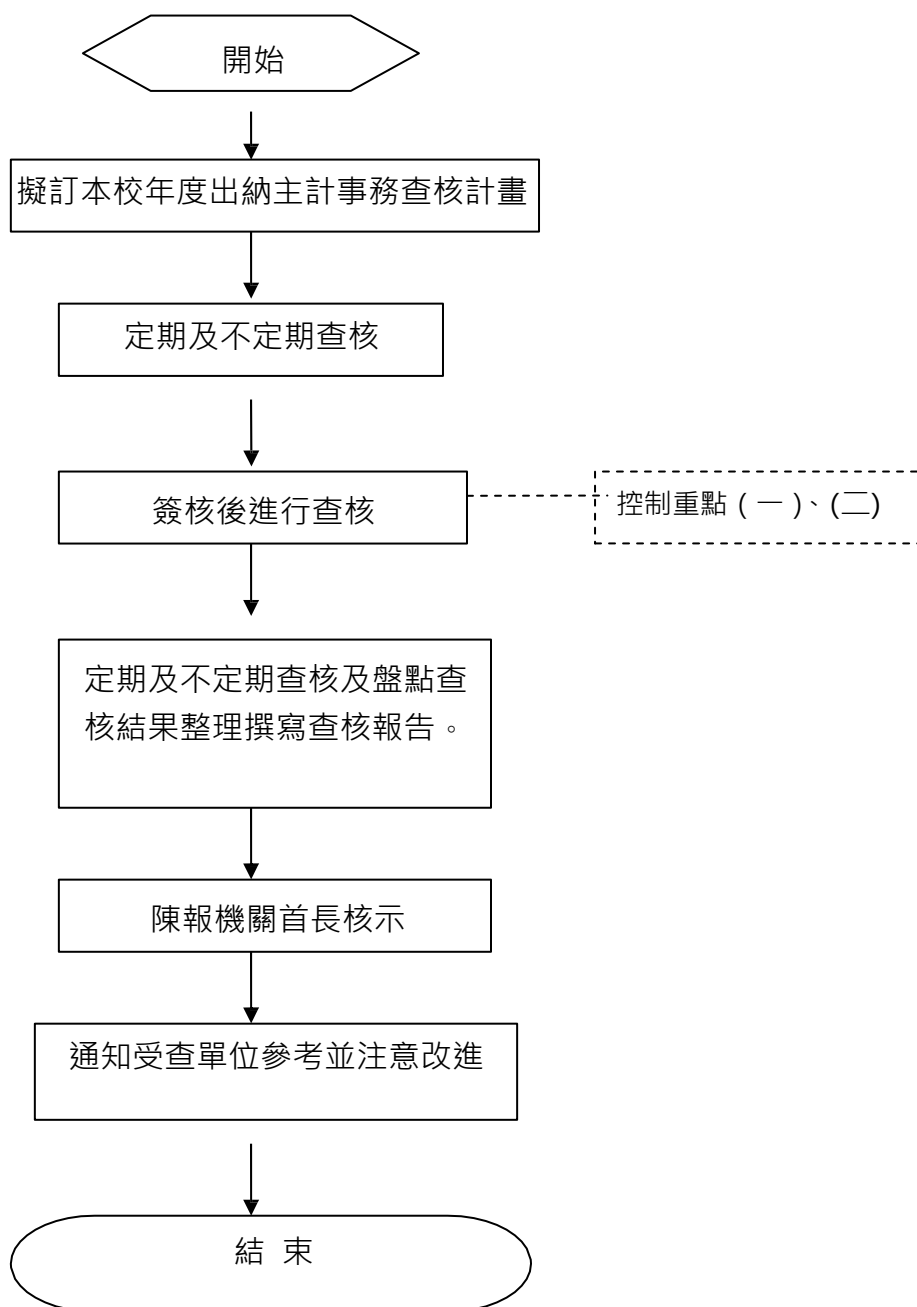 開始
擬訂本校年度出納主計事務查核計畫
定期及不定期查核
簽核後進行查核
控制重點 ( 一 )、(二)
定期及不定期查核及盤點查
核結果整理撰寫查核報告。
陳報機關首長核示
通知受查單位參考並注意改進
結 束